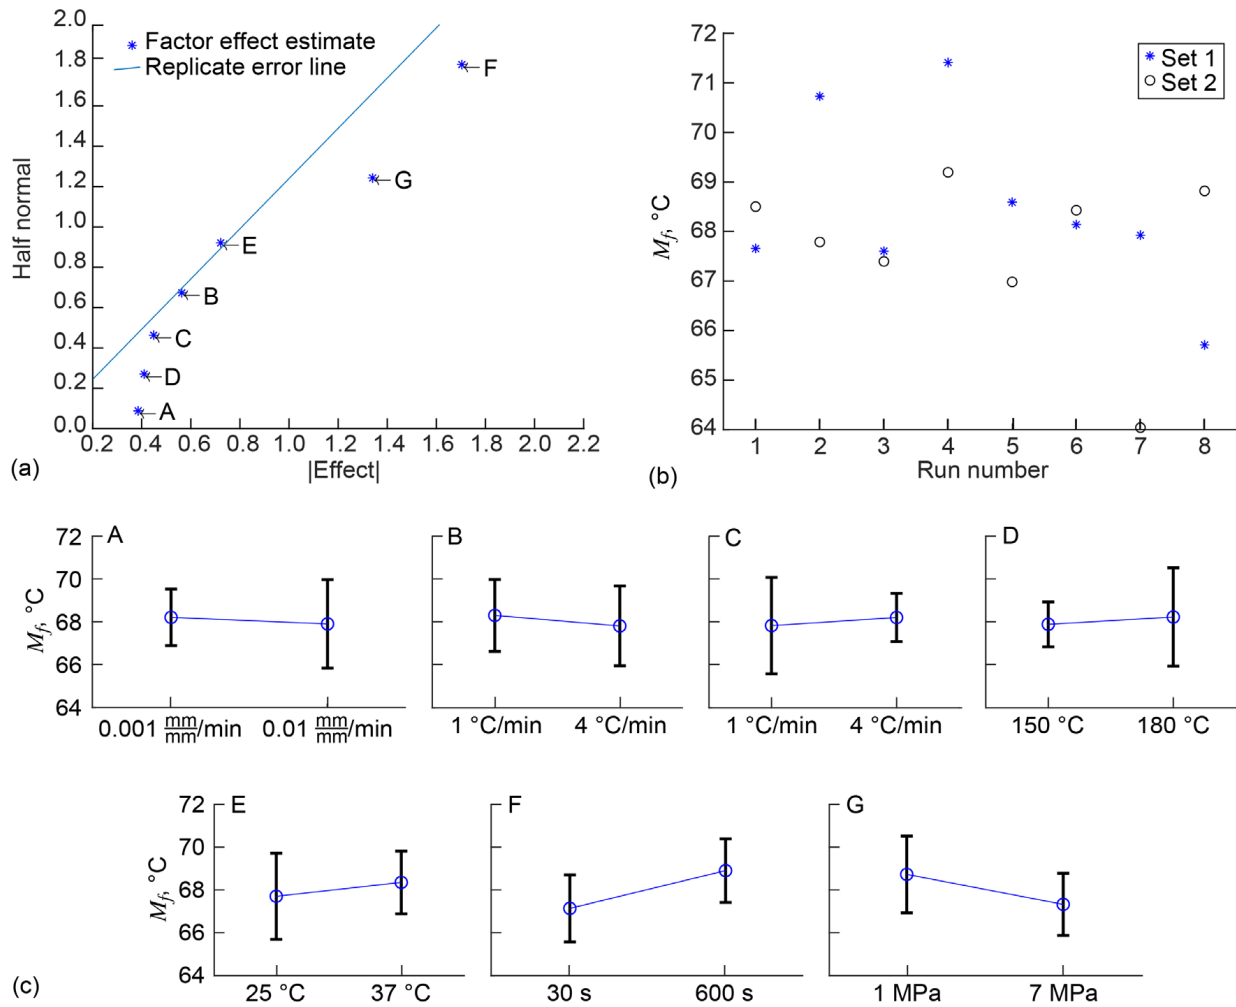 2.0
1.8
1.6
1.4
1.2
1.0
0.8
0.6
0.4
0.2
0.0
Half normal
Factor effect estimate
Replicate error line
F
G
E
B
C
D
A
0.2 0.4 0.6 0.8 1.0 1.2 1.4 1.6 1.8 2.0 2.2
|Effect|
(a)
72
71
70
69
68
67
66
65
64
Mf, °C
Set 1
Set 2
1 2 3 4 5 6 7 8
Run number
(b)
72
70
68
66
64
Mf, °C
A
0.001 mm/mm/min 0.01 mm/mm/min
B
1 °C/min 4 °C/min
C
1 °C/min 4 °C/min
D
150 °C 180 °C
72
70
68
66
64
Mf, °C
E
25 °C 37 °C
F
30 s 600 s
G
1 MPa 7 MPa
(c)